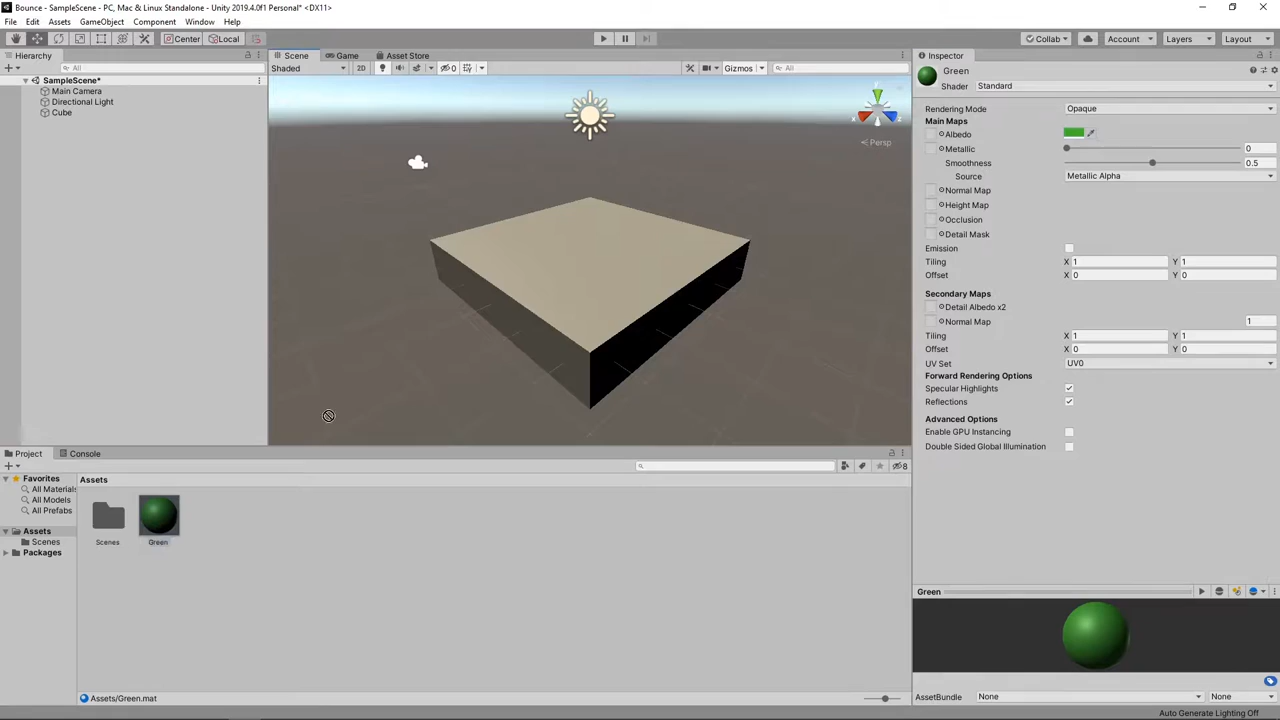 Bounce - SampleScene - PC, Mac & Linux Standalone - Unity 2019.4.0f1 Personal* <DX11>
File Edit Assets GameObject Component Window Help
Center Local Collab Account Layers Layout
Hierarchy
All
SampleScene*
Main Camera
Directional Light
Cube
Scene Game Asset Store
Shaded 2D 0 Gizmos All
y
x z
Persp
Inspector
Green
Shader Standard
Rendering Mode Opaque
Main Maps
Albedo
Metallic 0
Smoothness 0.5
Source Metallic Alpha
Normal Map
Height Map
Occlusion
Detail Mask
Emission
Tiling X 1 Y 1
Offset X 0 Y 0
Secondary Maps
Detail Albedo x2
Normal Map 1
Tiling X 1 Y 1
Offset X 0 Y 0
UV Set UV0
Forward Rendering Options
Specular Highlights
Reflections
Advanced Options
Enable GPU Instancing
Double Sided Global Illumination
Project Console
8
Favorites
All Materials
All Models
All Prefabs
Assets
Scenes
Packages
Assets
Scenes Green
Assets/Green.mat
Green
AssetBundle None None
Auto Generate Lighting Off